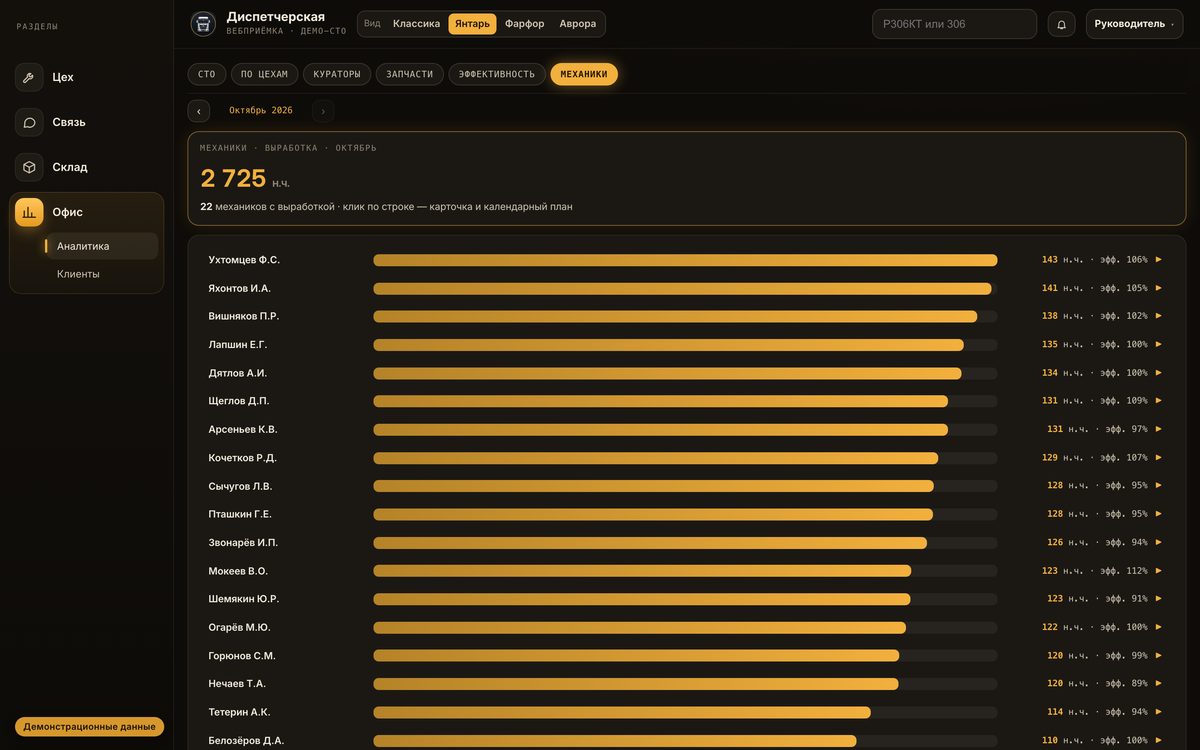 РАЗДЕЛЫ
Цех
Связь
Склад
Офис
Аналитика
Клиенты
Демонстрационные данные
Диспетчерская
ВЕБПРИЁМКА · ДЕМО-СТО
Вид Классика Янтарь Фарфор Аврора
Р306КТ или 306
Руководитель
СТО ПО ЦЕХАМ КУРАТОРЫ ЗАПЧАСТИ ЭФФЕКТИВНОСТЬ МЕХАНИКИ
‹ Октябрь 2026 ›
МЕХАНИКИ · ВЫРАБОТКА · ОКТЯБРЬ
2 725 н.ч.
22 механиков с выработкой · клик по строке — карточка и календарный план
Ухтомцев Ф.С. 143 н.ч. · эфф. 106% ▶
Яхонтов И.А. 141 н.ч. · эфф. 105% ▶
Вишняков П.Р. 138 н.ч. · эфф. 102% ▶
Лапшин Е.Г. 135 н.ч. · эфф. 100% ▶
Дятлов А.И. 134 н.ч. · эфф. 100% ▶
Щеглов Д.П. 131 н.ч. · эфф. 109% ▶
Арсеньев К.В. 131 н.ч. · эфф. 97% ▶
Кочетков Р.Д. 129 н.ч. · эфф. 107% ▶
Сычугов Л.В. 128 н.ч. · эфф. 95% ▶
Пташкин Г.Е. 128 н.ч. · эфф. 95% ▶
Звонарёв И.П. 126 н.ч. · эфф. 94% ▶
Мокеев В.О. 123 н.ч. · эфф. 112% ▶
Шемякин Ю.Р. 123 н.ч. · эфф. 91% ▶
Огарёв М.Ю. 122 н.ч. · эфф. 100% ▶
Горюнов С.М. 120 н.ч. · эфф. 99% ▶
Нечаев Т.А. 120 н.ч. · эфф. 89% ▶
Тетерин А.К. 114 н.ч. · эфф. 94% ▶
Белозёров Д.А. 110 н.ч. · эфф. 100% ▶